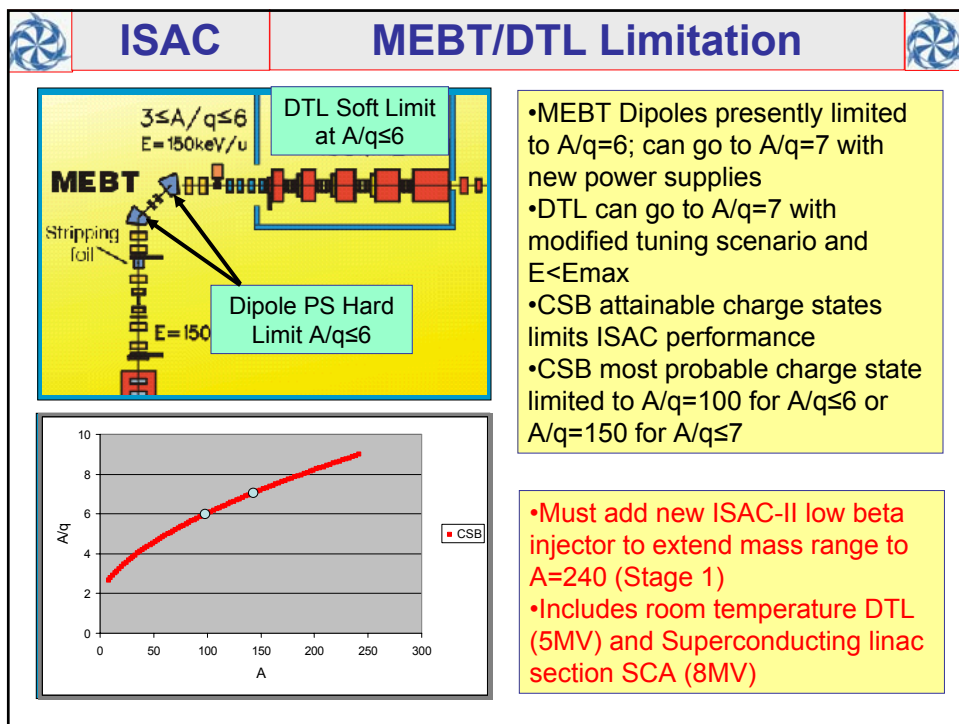 ISAC
MEBT/DTL Limitation
3≤A/q≤6
E=150keV/u
DTL Soft Limit
at A/q≤6
MEBT
Stripping
foil
Dipole PS Hard
Limit A/q≤6
E=150
•MEBT Dipoles presently limited
to A/q=6; can go to A/q=7 with
new power supplies
•DTL can go to A/q=7 with
modified tuning scenario and
E<Emax
•CSB attainable charge states
limits ISAC performance
•CSB most probable charge state
limited to A/q=100 for A/q≤6 or
A/q=150 for A/q≤7
10
8
6
4
2
0
A/q
0 50 100 150 200 250 300
A
CSB
•Must add new ISAC-II low beta
injector to extend mass range to
A=240 (Stage 1)
•Includes room temperature DTL
(5MV) and Superconducting linac
section SCA (8MV)